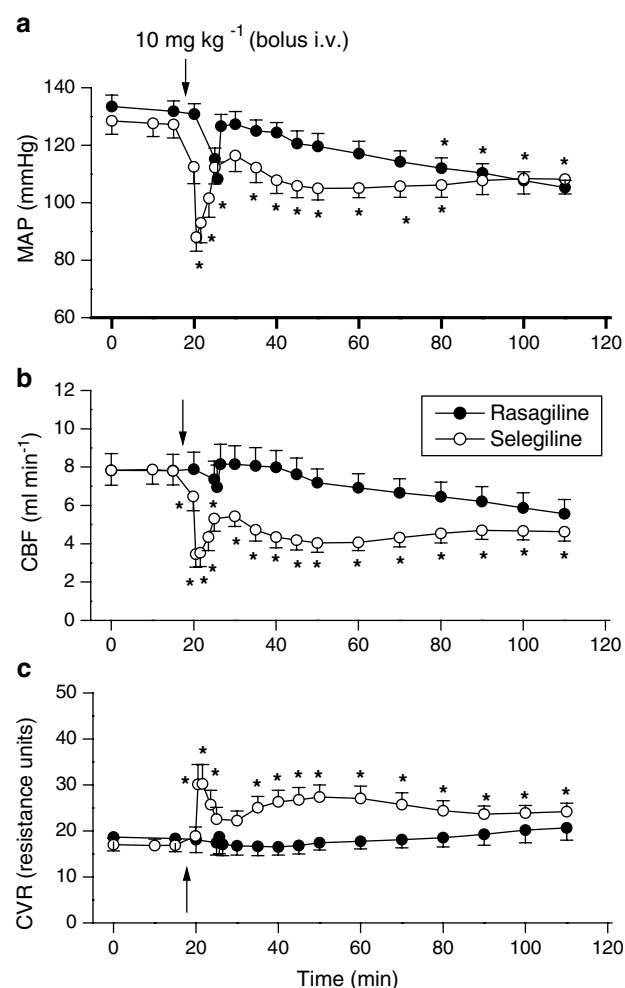 a
10 mg kg⁻¹ (bolus i.v.)
140
120
100
80
60
MAP (mmHg)
* * * *
* * * * * * * * * * *
0 20 40 60 80 100 120
b
12
10
8
6
4
2
0
CBF (ml min⁻¹)
Rasagiline
Selegiline
* *
* * * * * * * * * * * * *
0 20 40 60 80 100 120
c
50
40
30
20
10
0
CVR (resistance units)
* * * * * * * * * * * *
0 20 40 60 80 100 120
Time (min)